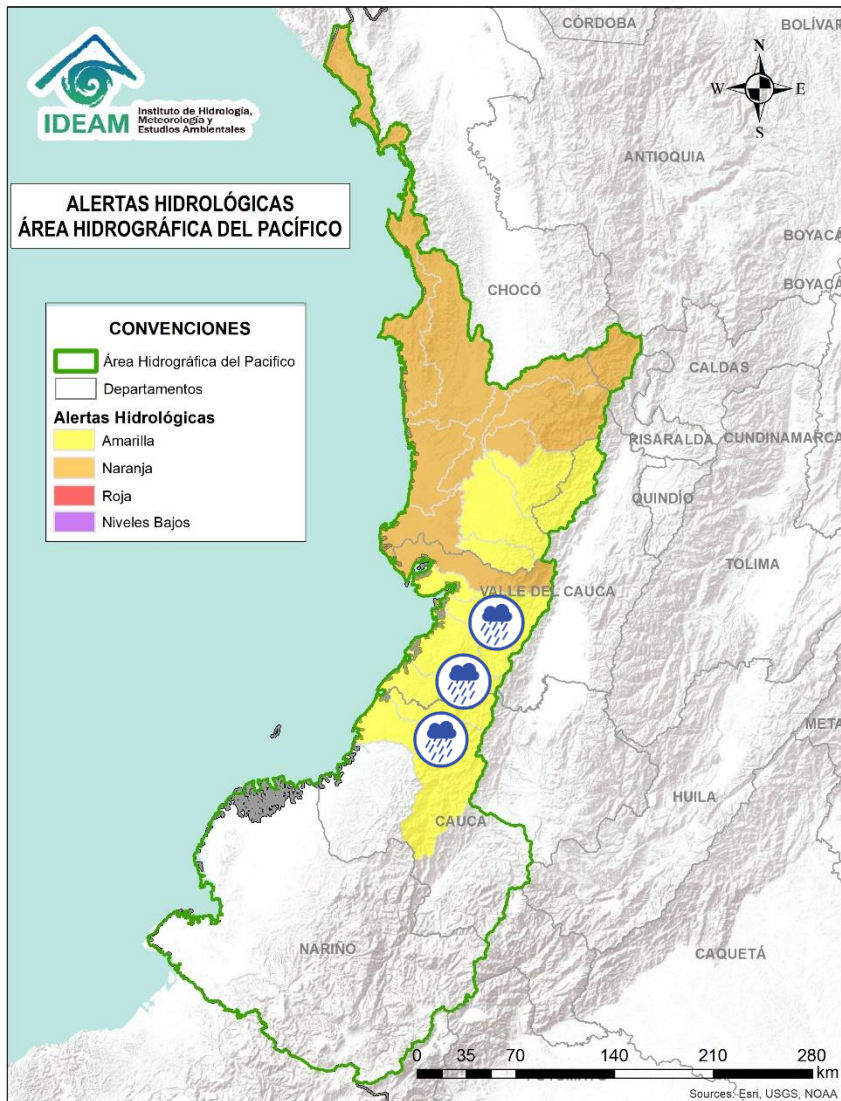 IDEAM
Instituto de Hidrología,
Meteorología y
Estudios Ambientales
ALERTAS HIDROLÓGICAS
ÁREA HIDROGRÁFICA DEL PACÍFICO
CONVENCIONES
Área Hidrográfica del Pacifico
Departamentos
Alertas Hidrológicas
Amarilla
Naranja
Roja
Niveles Bajos
N
W E
S
CÓRDOBA
BOLÍVAR
ANTIOQUIA
BOYACÁ
BOYACÁ
CHOCÓ
CALDAS
RISARALDA
CUNDINAMARCA
QUINDÍO
TOLIMA
VALLE DEL CAUCA
META
HUILA
CAUCA
NARIÑO
CAQUETÁ
0 35 70 140 210 280
km
Sources: Esri, USGS, NOAA